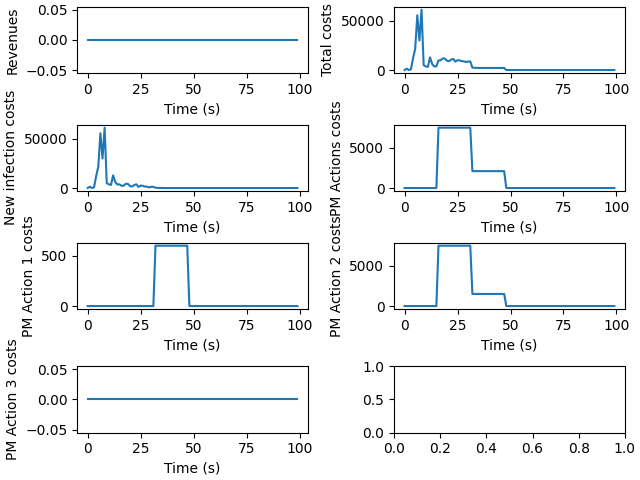 Revenues
0.05
0.00
−0.05
0 25 50 75 100
Time (s)
Total costs
50000
0
0 25 50 75 100
Time (s)
New infection costs
50000
0
0 25 50 75 100
Time (s)
PM Actions costs
5000
0
0 25 50 75 100
Time (s)
PM Action 1 costs
500
0
0 25 50 75 100
Time (s)
PM Action 2 costs
5000
0
0 25 50 75 100
Time (s)
PM Action 3 costs
0.05
0.00
−0.05
0 25 50 75 100
Time (s)
1.0
0.5
0.0
0.0 0.2 0.4 0.6 0.8 1.0